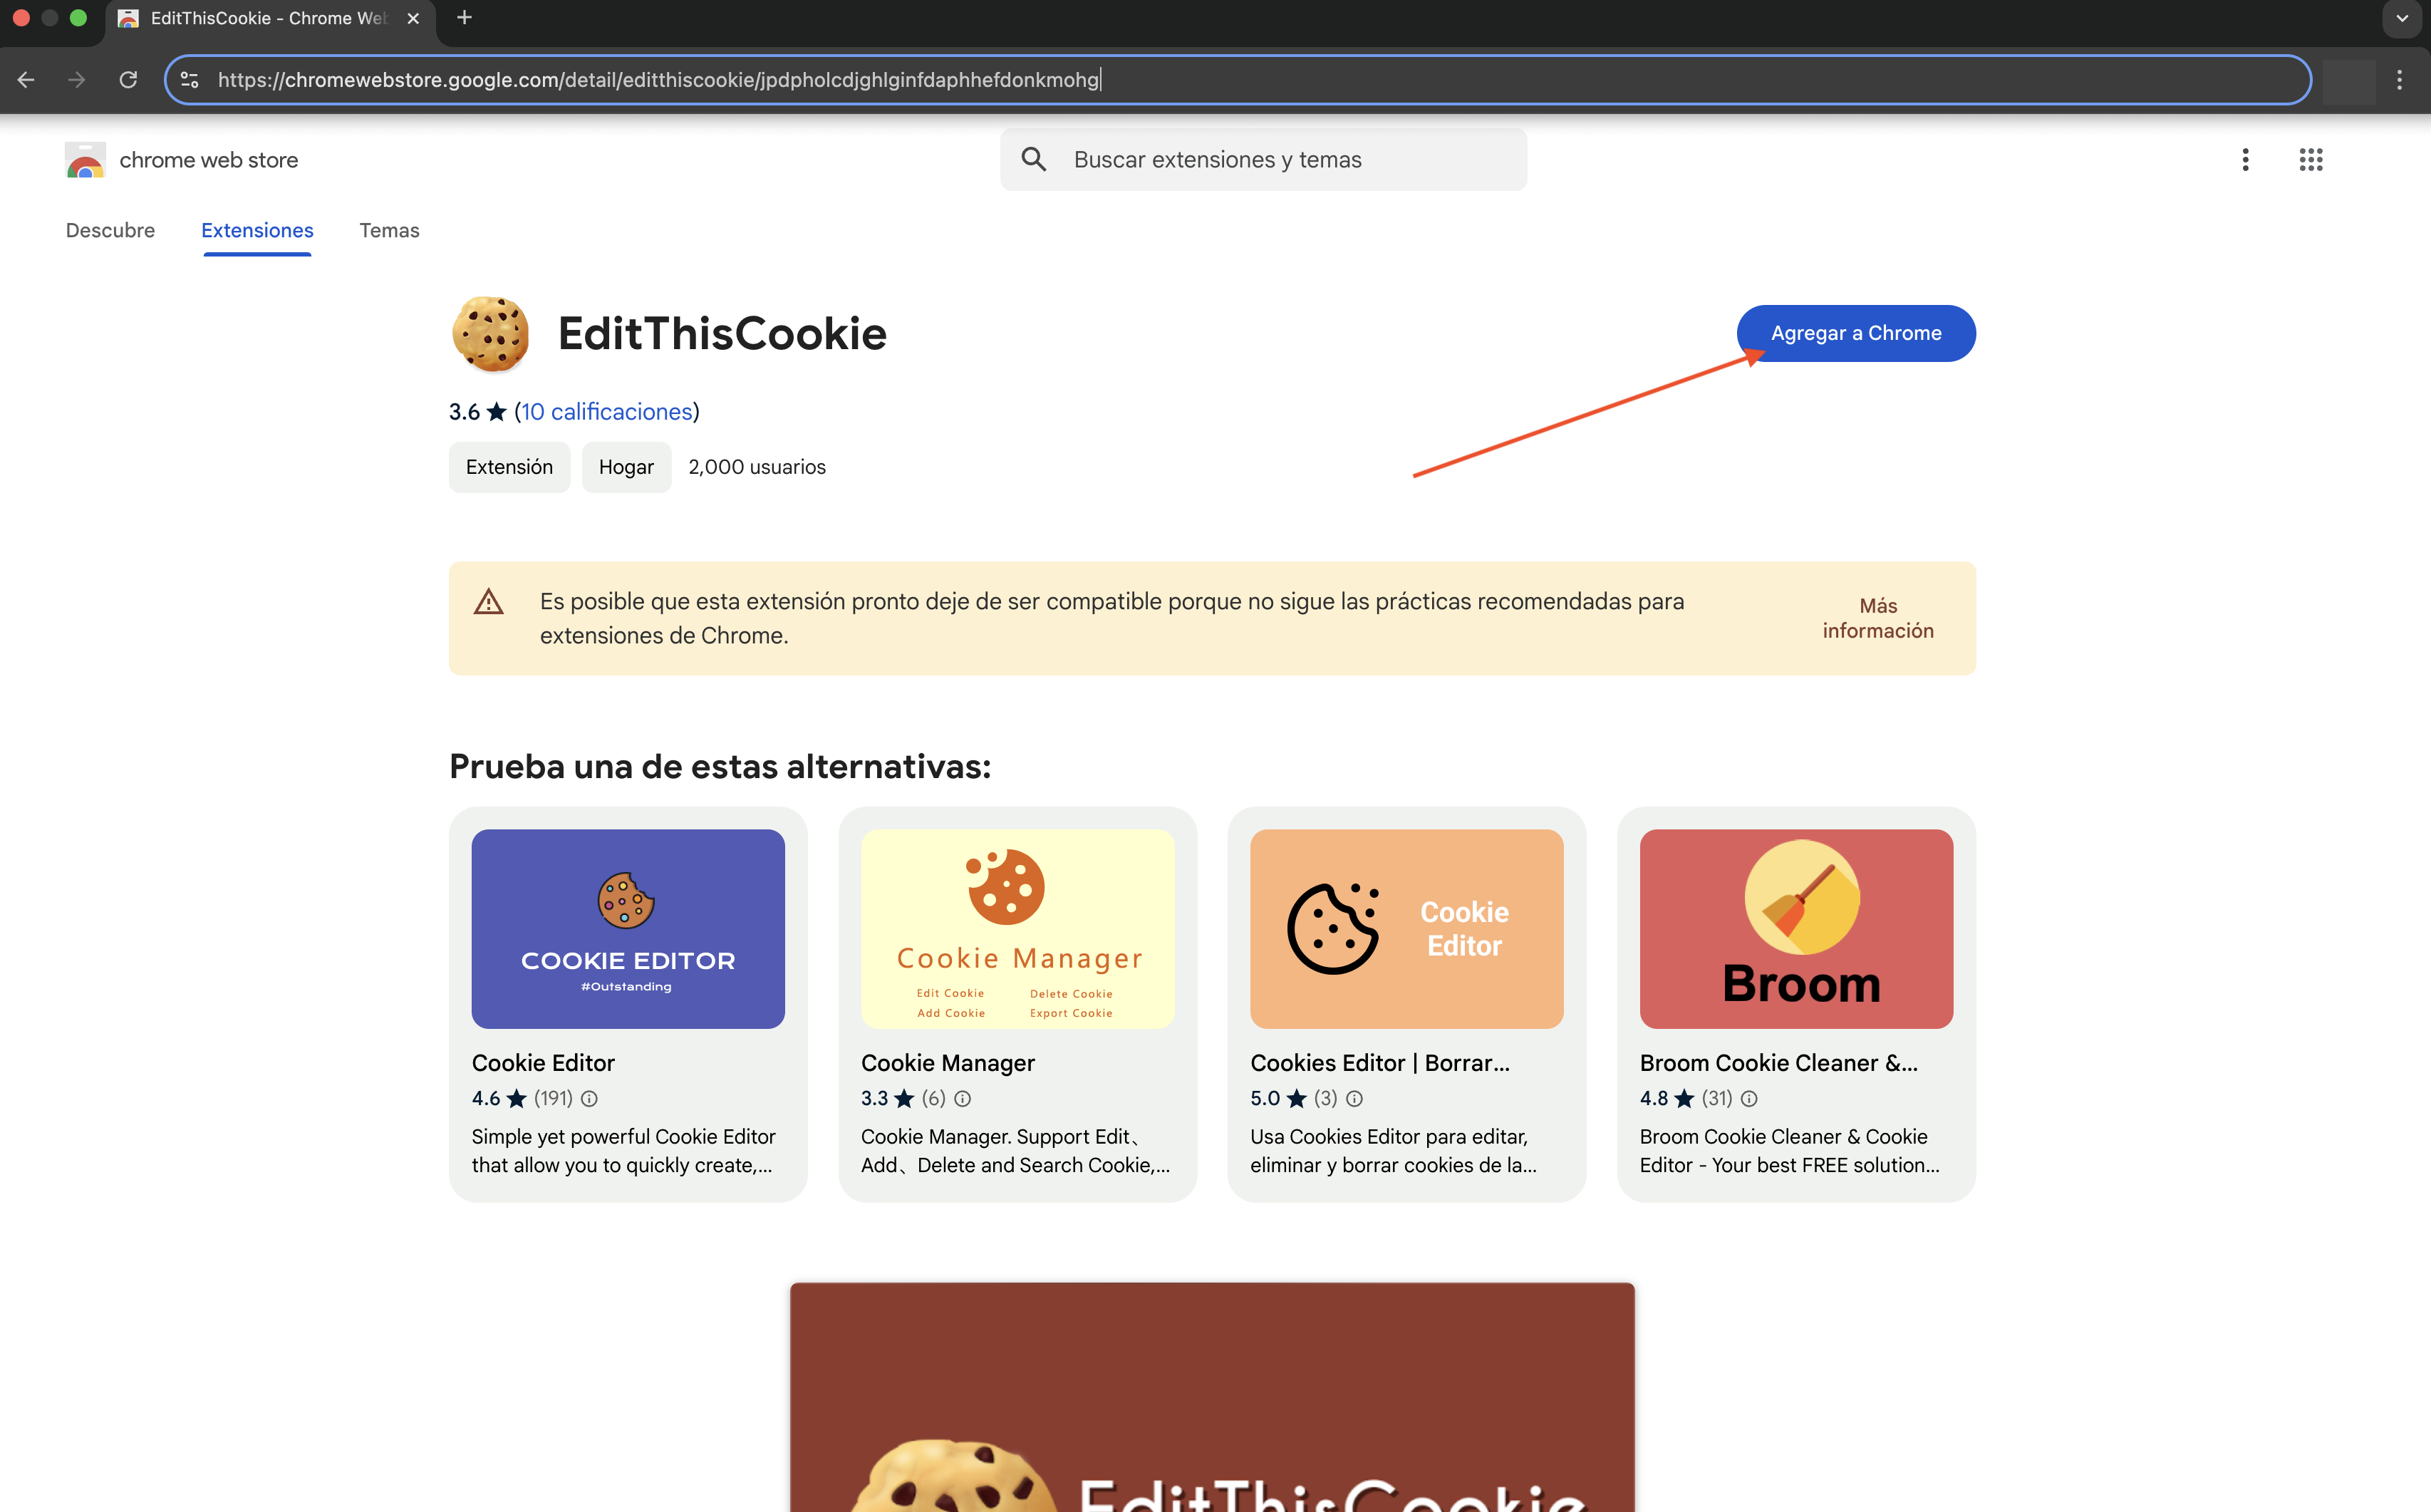 EditThisCookie - Chrome Web
https://chromewebstore.google.com/detail/editthiscookie/jpdpholcdjghlginfdaphhefdonkmohg
chrome web store
Buscar extensiones y temas
Descubre
Extensiones
Temas
EditThisCookie
Agregar a Chrome
3.6 ★ (10 calificaciones)
Extensión
Hogar
2,000 usuarios
Es posible que esta extensión pronto deje de ser compatible porque no sigue las prácticas recomendadas para
extensiones de Chrome.
Más
información
Prueba una de estas alternativas:
COOKIE EDITOR
#Outstanding
Cookie Editor
4.6 ★ (191)
Simple yet powerful Cookie Editor
that allow you to quickly create,...
Cookie Manager
Edit Cookie
Delete Cookie
Add Cookie
Export Cookie
Cookie Manager
3.3 ★ (6)
Cookie Manager. Support Edit、
Add、Delete and Search Cookie,...
Cookie
Editor
Cookies Editor | Borrar...
5.0 ★ (3)
Usa Cookies Editor para editar,
eliminar y borrar cookies de la...
Broom
Broom Cookie Cleaner &...
4.8 ★ (31)
Broom Cookie Cleaner & Cookie
Editor - Your best FREE solution...
EditThisCookie